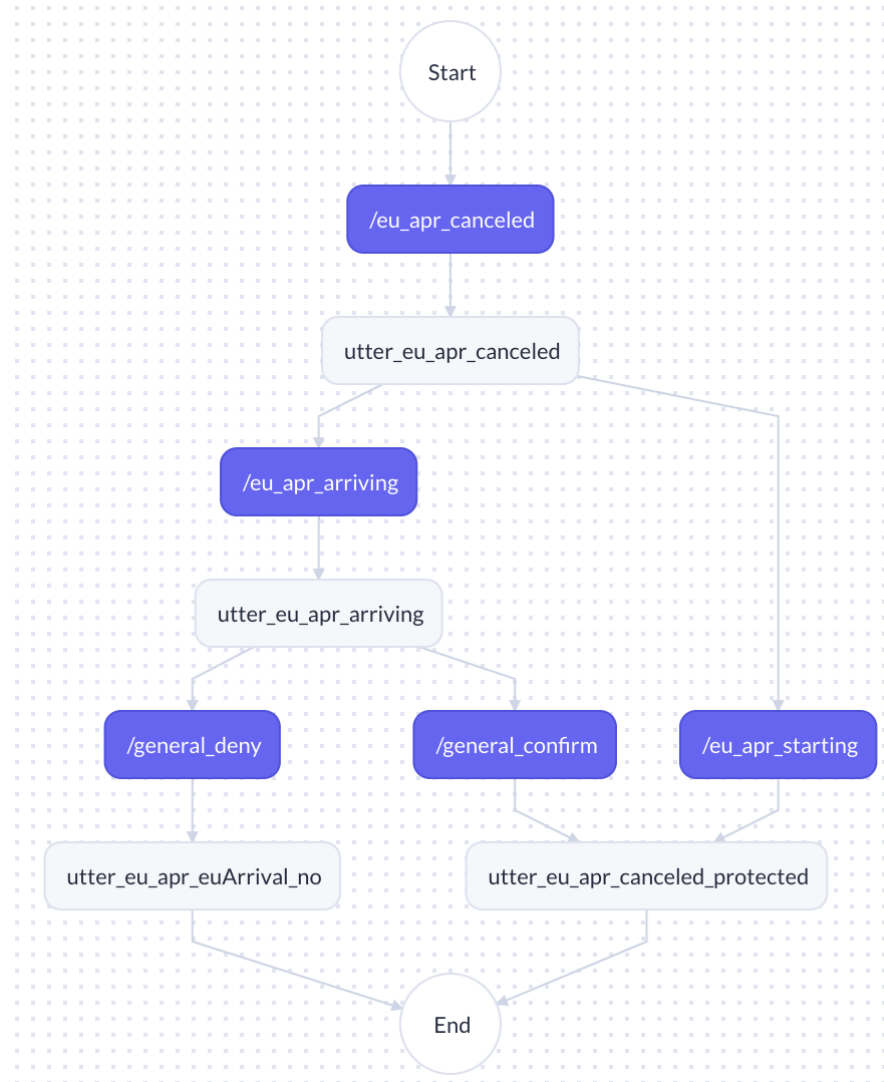 Start
/eu_apr_canceled
utter_eu_apr_canceled
/eu_apr_arriving
utter_eu_apr_arriving
/general_deny
/general_confirm
/eu_apr_starting
utter_eu_apr_euArrival_no
utter_eu_apr_canceled_protected
End